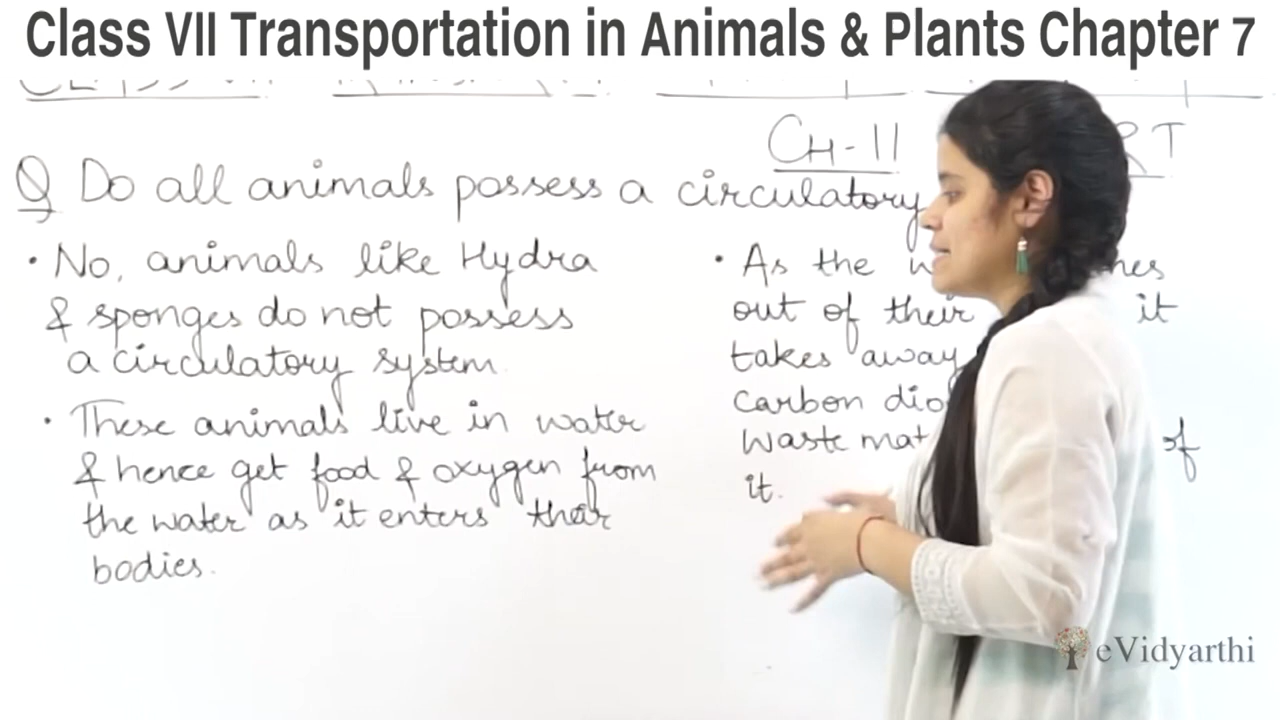 Class VII Transportation in Animals & Plants Chapter 7
CH-11
Q Do all animals possess a circulatory
• No, animals like Hydra
& sponges do not possess
a circulatory system.
• These animals live in water
& hence get food & oxygen from
the water as it enters their
bodies.
• As the
out of their it
takes away
carbon
waste of
it.
eVidyarthi